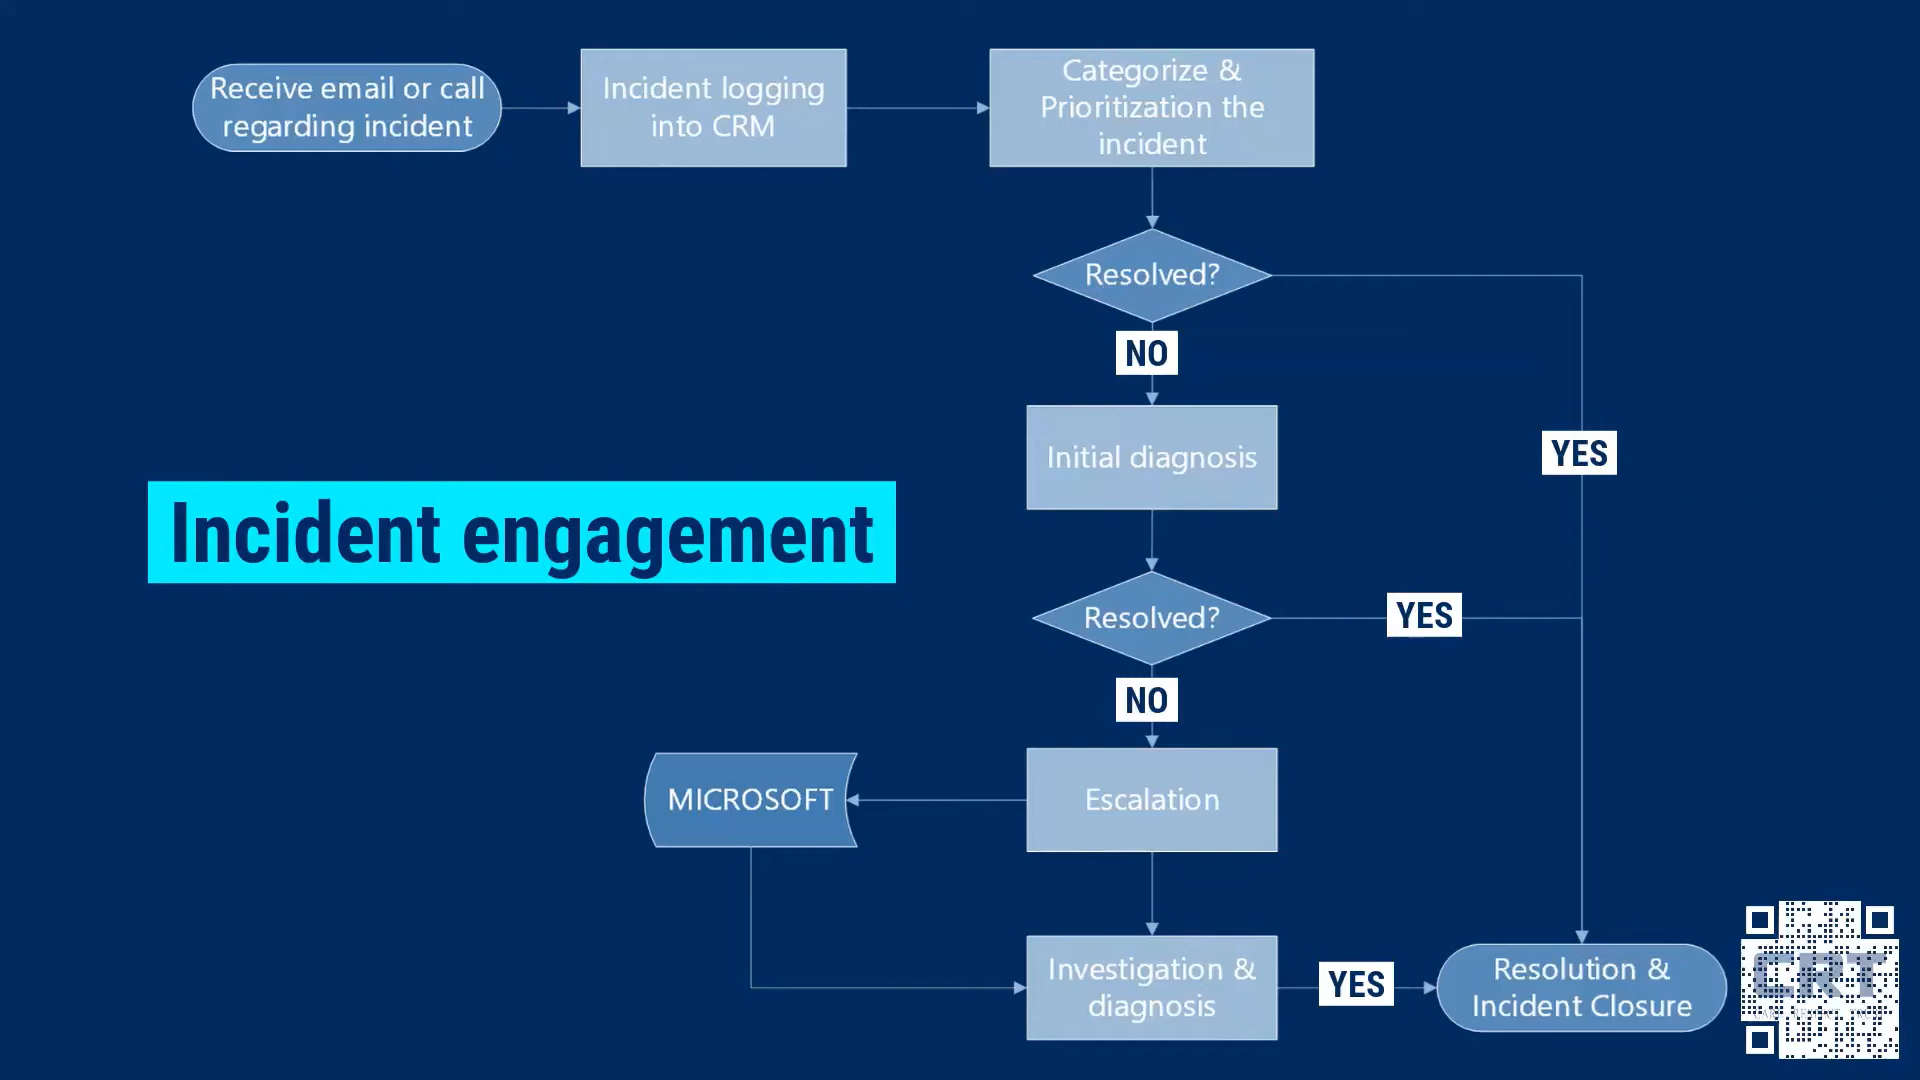 Receive email or call
regarding incident
Incident logging
into CRM
Categorize &
Prioritization the
incident
Resolved?
NO
Initial diagnosis
YES
Incident engagement
Resolved?
YES
NO
MICROSOFT
Escalation
Investigation &
diagnosis
YES
Resolution &
Incident Closure
CRT